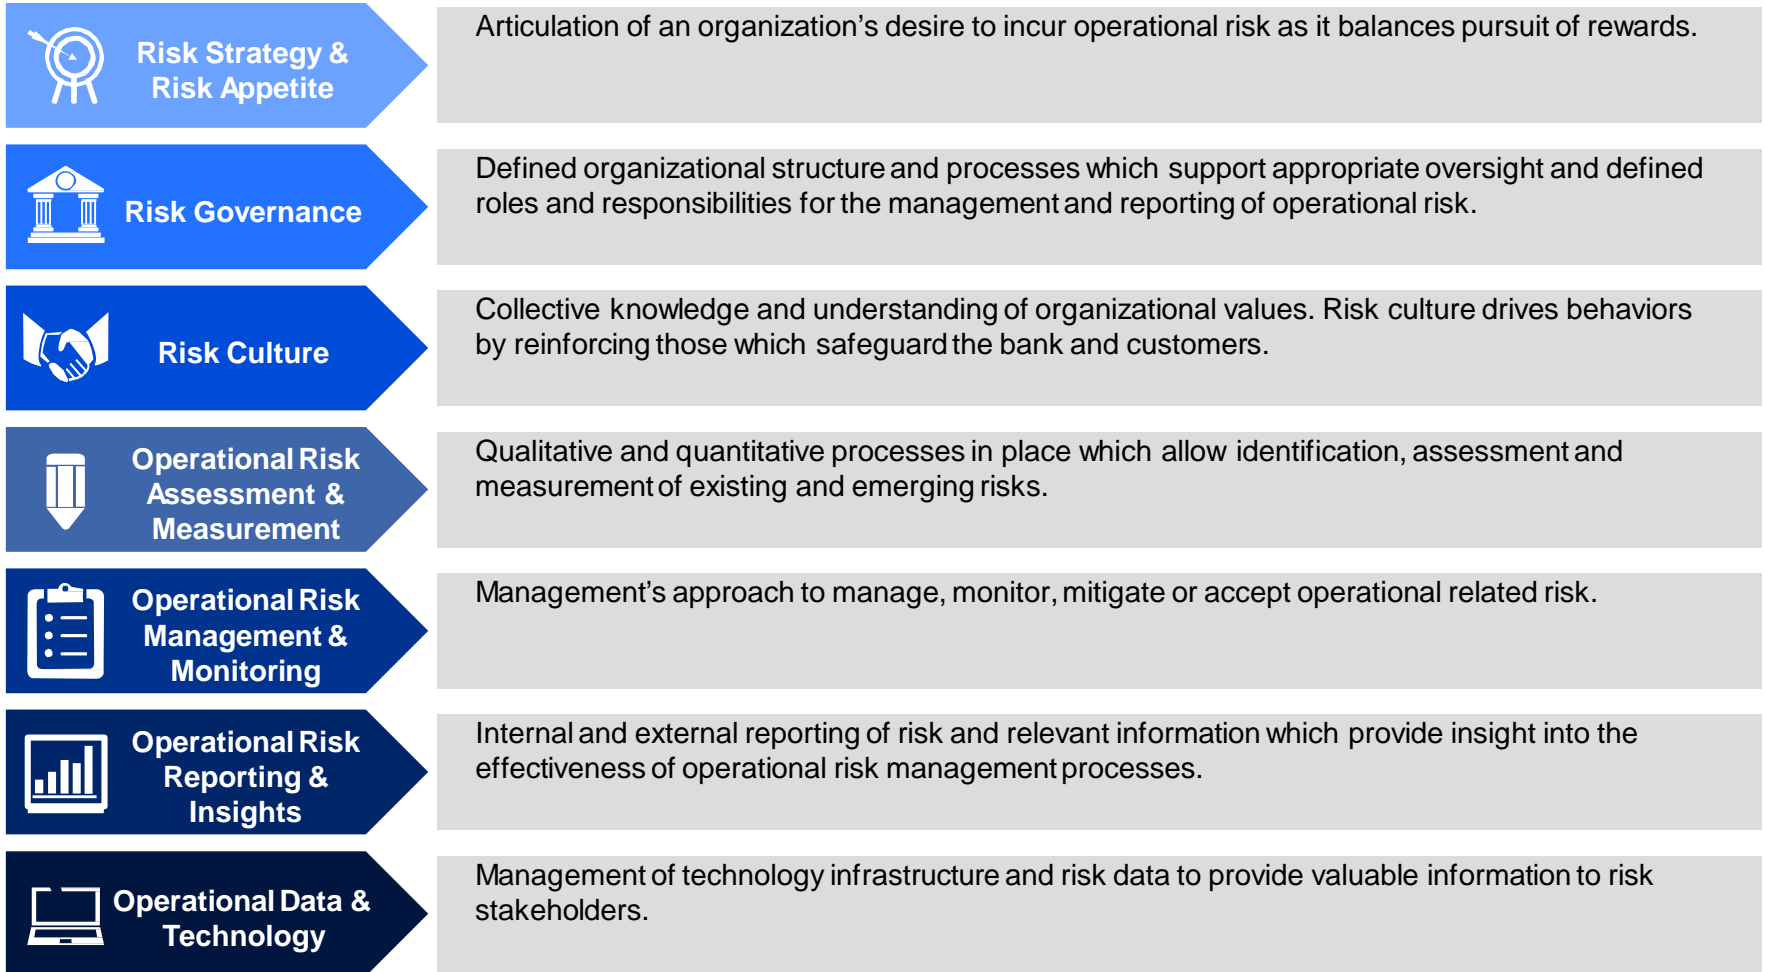 Risk Strategy &
Risk Appetite
Articulation of an organization’s desire to incur operational risk as it balances pursuit of rewards.
Risk Governance
Defined organizational structure and processes which support appropriate oversight and defined
roles and responsibilities for the management and reporting of operational risk.
Risk Culture
Collective knowledge and understanding of organizational values. Risk culture drives behaviors
by reinforcing those which safeguard the bank and customers.
Operational Risk
Assessment &
Measurement
Qualitative and quantitative processes in place which allow identification, assessment and
measurement of existing and emerging risks.
Operational Risk
Management &
Monitoring
Management’s approach to manage, monitor, mitigate or accept operational related risk.
Operational Risk
Reporting &
Insights
Internal and external reporting of risk and relevant information which provide insight into the
effectiveness of operational risk management processes.
Operational Data &
Technology
Management of technology infrastructure and risk data to provide valuable information to risk
stakeholders.